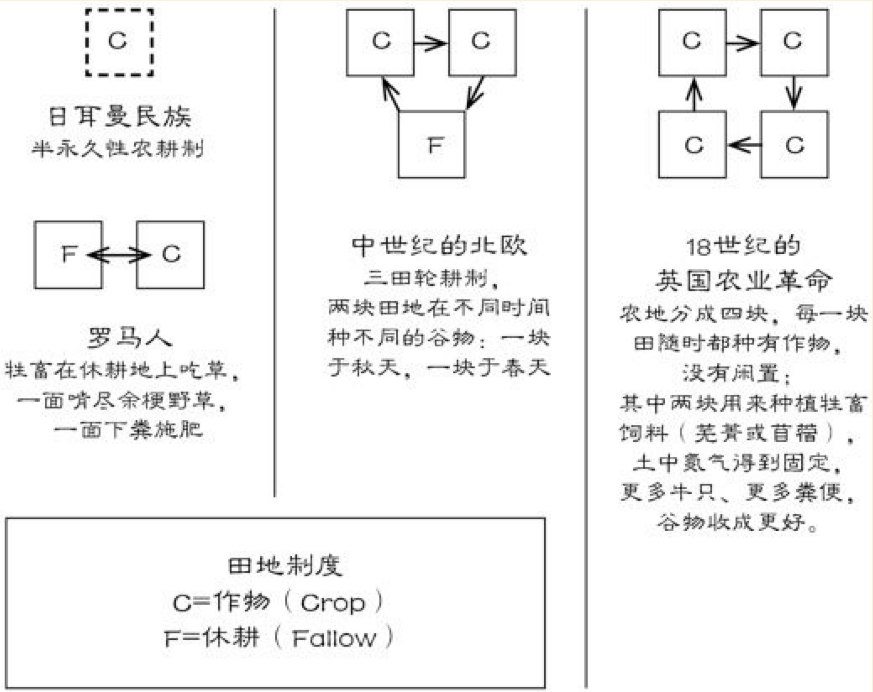 C
日耳曼民族
半永久性农耕制
F
C
罗马人
牲畜在休耕地上吃草，
一面啃尽余梗野草，
一面下粪施肥
C
C
F
中世纪的北欧
三田轮耕制，
两块田地在不同时间
种不同的谷物：一块
于秋天，一块于春天
C
C
C
C
18世纪的
英国农业革命
农地分成四块，每一块
田随时都种有作物，
没有闲置；
其中两块用来种植牲畜
饲料（芜菁或苜蓿），
土中氮气得到固定，
更多牛只、更多粪便，
谷物收成更好。
田地制度
C=作物（Crop）
F=休耕（Fallow）